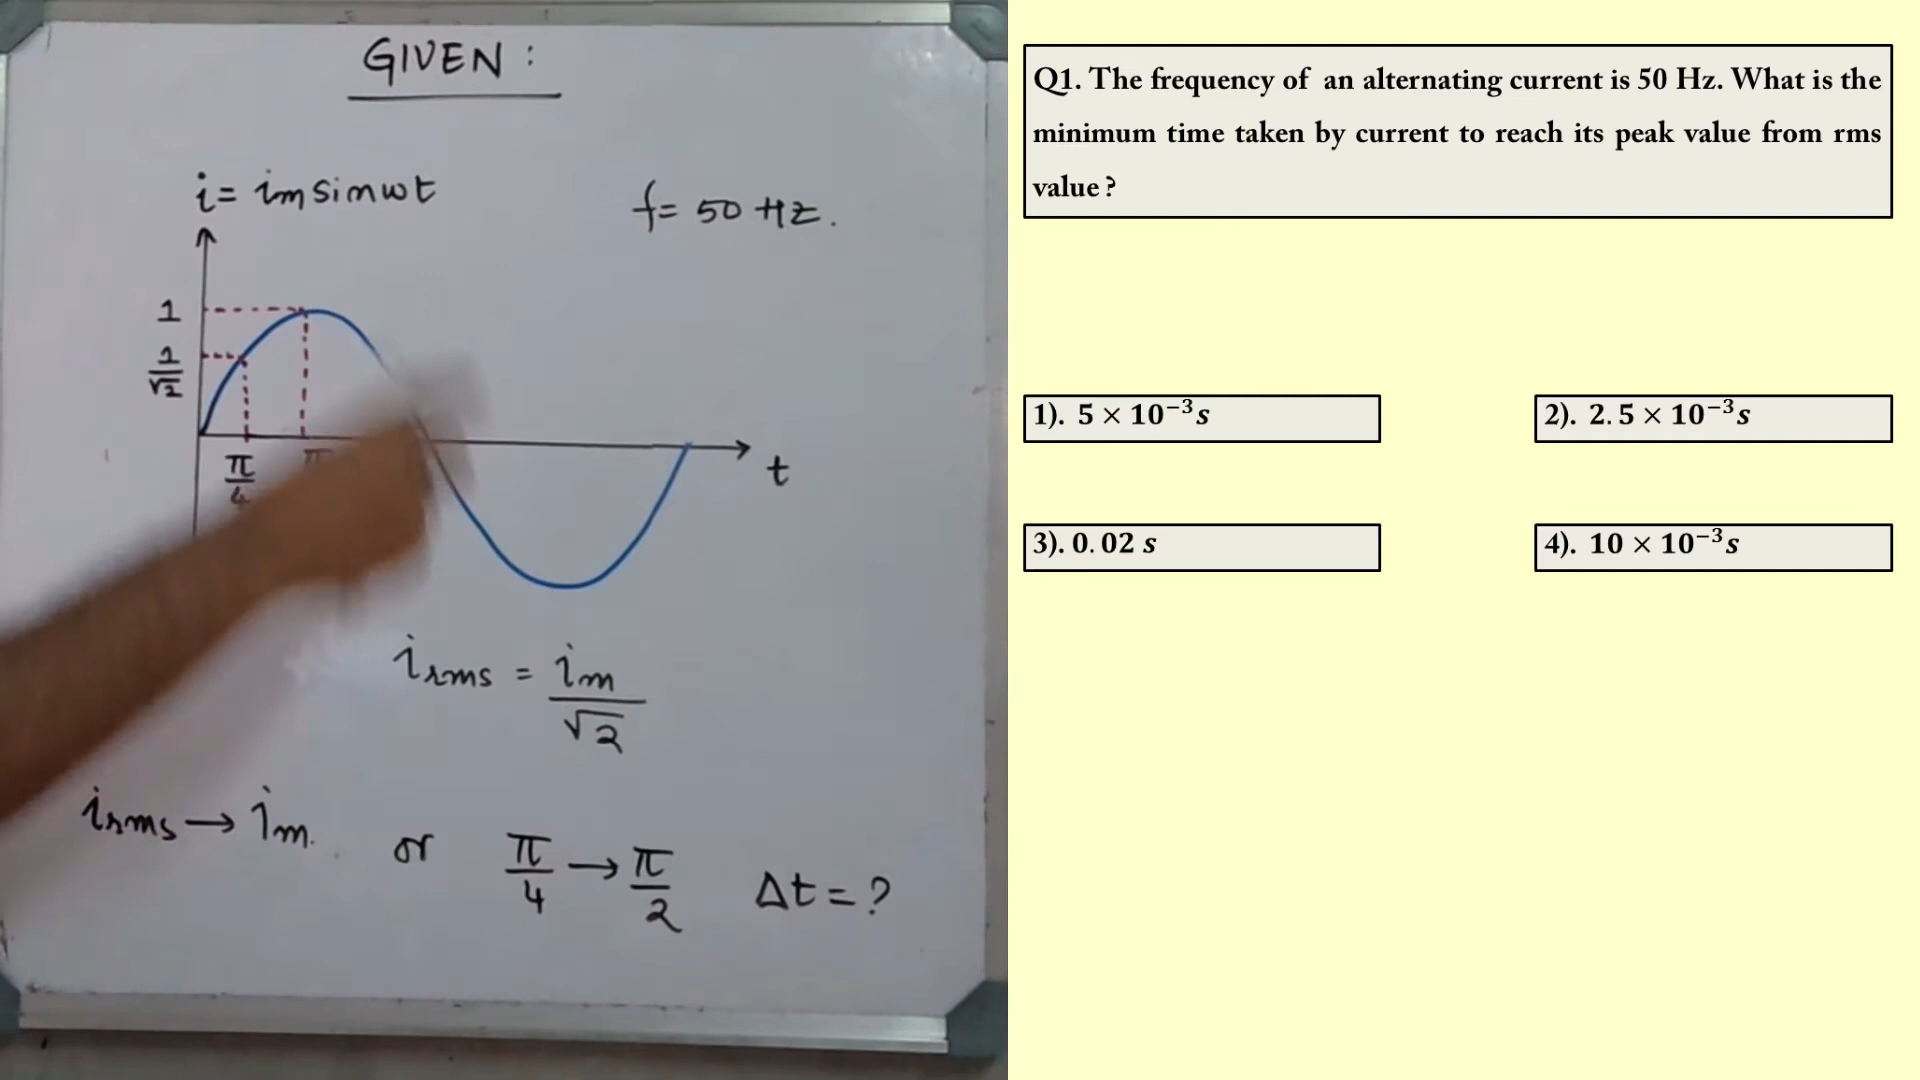 GIVEN :
i = im sin wt
f = 50 HZ.
1
1/√2
π/4
t
irms = im/√2
irms → im.
or
π/4 → π/2
Δt = ?
Q1. The frequency of an alternating current is 50 Hz. What is the
minimum time taken by current to reach its peak value from rms
value ?
1). 5 × 10⁻³s
2). 2.5 × 10⁻³s
3). 0.02 s
4). 10 × 10⁻³s